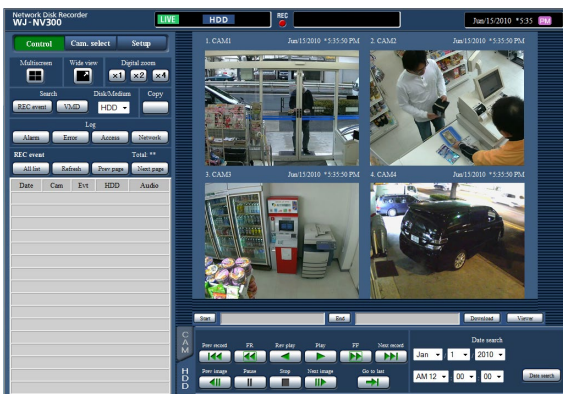 Network Disk Recorder
WJ-NV300
LIVE HDD REC Jun/15/2010 *5:35 PM
Control Cam. select Setup
Multiscreen Wide view Digital zoom
x1 x2 x4
Search Disk/Medium Copy
REC event VMD HDD
Log
Alarm Error Access Network
REC event Total: **
All list Refresh Prev page Next page
Date Cam Evt HDD Audio
1. CAM1 Jun/15/2010 *5:35:50 PM 2. CAM2 Jun/15/2010 *5:35:50 PM
3. CAM3 Jun/15/2010 *5:35:50 PM 4. CAM4 Jun/15/2010 *5:35:50 PM
Start End Download Viewer
CAM
HDD
Prev record FR Rev play Play FF Next record
Prev image Pause Stop Next image Go to last
Date search
Jan 1 2010
AM 12 00 00 Date search